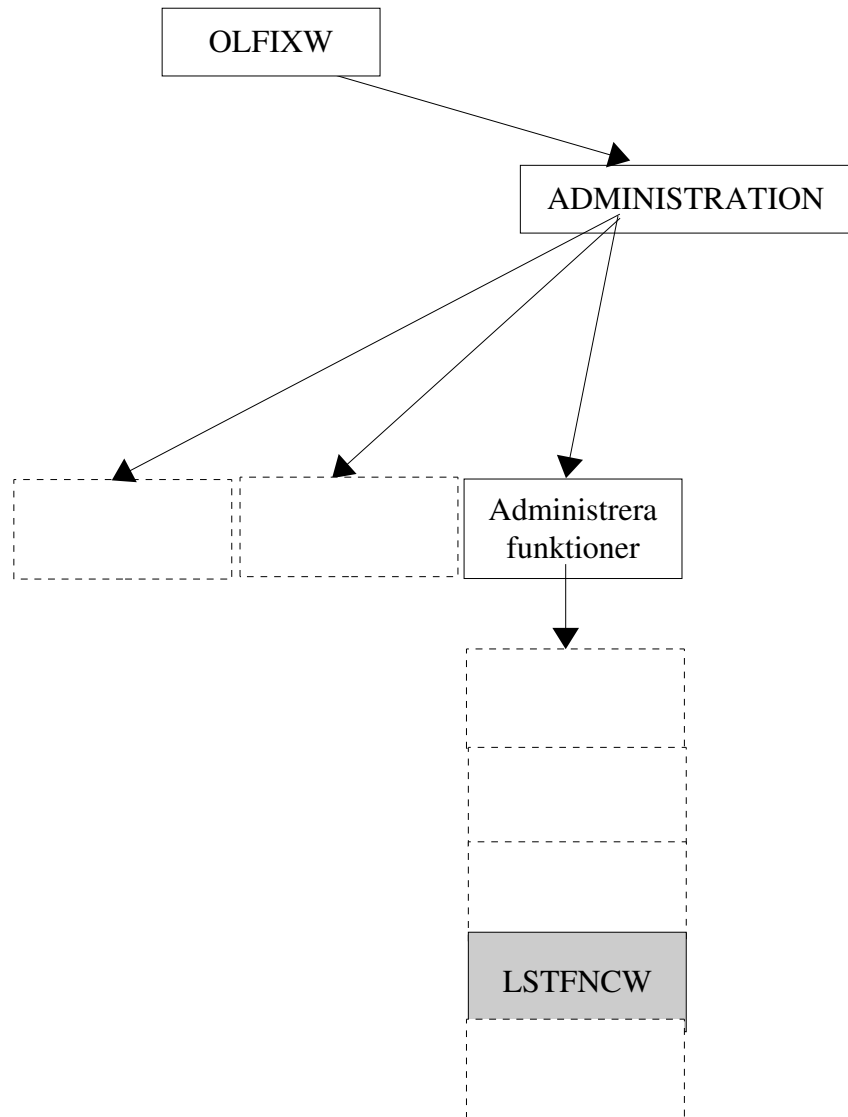 OLFIXW
ADMINISTRATION
Administrera
funktioner
LSTFNCW